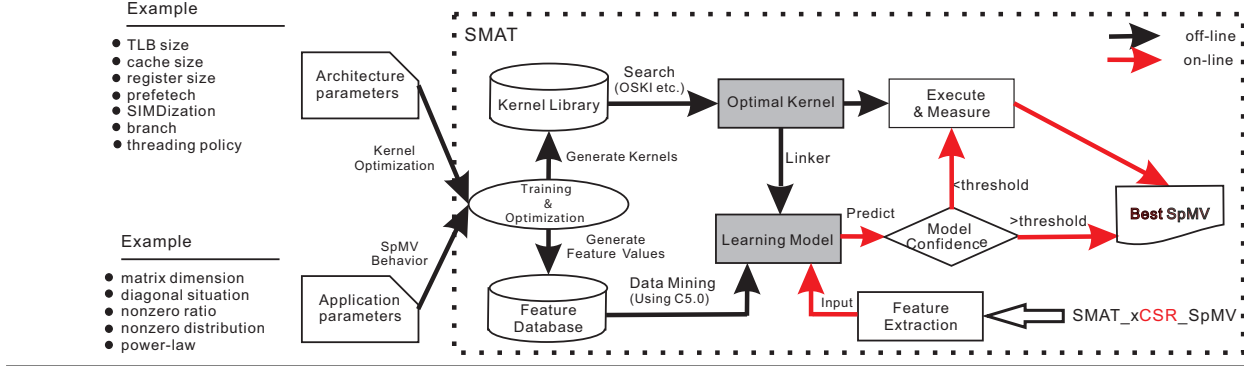 Example
TLB size
cache size
register size
prefetech
SIMDization
branch
threading policy
Architecture
parameters
Kernel
Optimization
Example
matrix dimension
diagonal situation
nonzero ratio
nonzero distribution
power-law
Application
parameters
SpMV
Behavior
SMAT
off-line
on-line
Kernel Library
Search
(OSKI etc.)
Optimal Kernel
Execute
& Measure
Generate Kernels
Linker
Training
&
Optimization
Generate
Feature Values
<threshold
Predict
Learning Model
Model
Confidence
>threshold
Best SpMV
Feature
Database
Data Mining
(Using C5.0)
Input
Feature
Extraction
SMAT_xCSR_SpMV